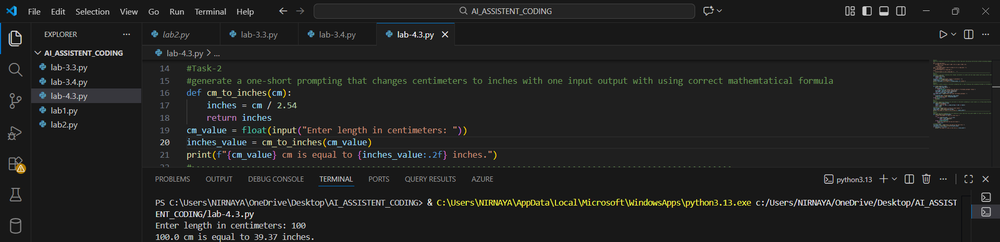 File Edit Selection View Go Run Terminal Help
AI_ASSISTENT_CODING
EXPLORER
AI_ASSISTENT_CODING
lab-3.3.py
lab-3.4.py
lab-4.3.py
lab1.py
lab2.py
lab2.py lab-3.3.py lab-3.4.py lab-4.3.py
lab-4.3.py > ...
14 #Task-2
15 #generate a one-short prompting that changes centimeters to inches with one input output with using correct mathemtatical formula
16 def cm_to_inches(cm):
17     inches = cm / 2.54
18     return inches
19 cm_value = float(input("Enter length in centimeters: "))
20 inches_value = cm_to_inches(cm_value)
21 print(f"{cm_value} cm is equal to {inches_value:.2f} inches.")
PROBLEMS OUTPUT DEBUG CONSOLE TERMINAL PORTS QUERY RESULTS AZURE
python3.13
PS C:\Users\NIRNAYA\OneDrive\Desktop\AI_ASSISTENT_CODING> & C:\Users\NIRNAYA\AppData\Local\Microsoft\WindowsApps\python3.13.exe c:/Users/NIRNAYA/OneDrive/Desktop/AI_ASSIST
ENT_CODING/lab-4.3.py
Enter length in centimeters: 100
100.0 cm is equal to 39.37 inches.